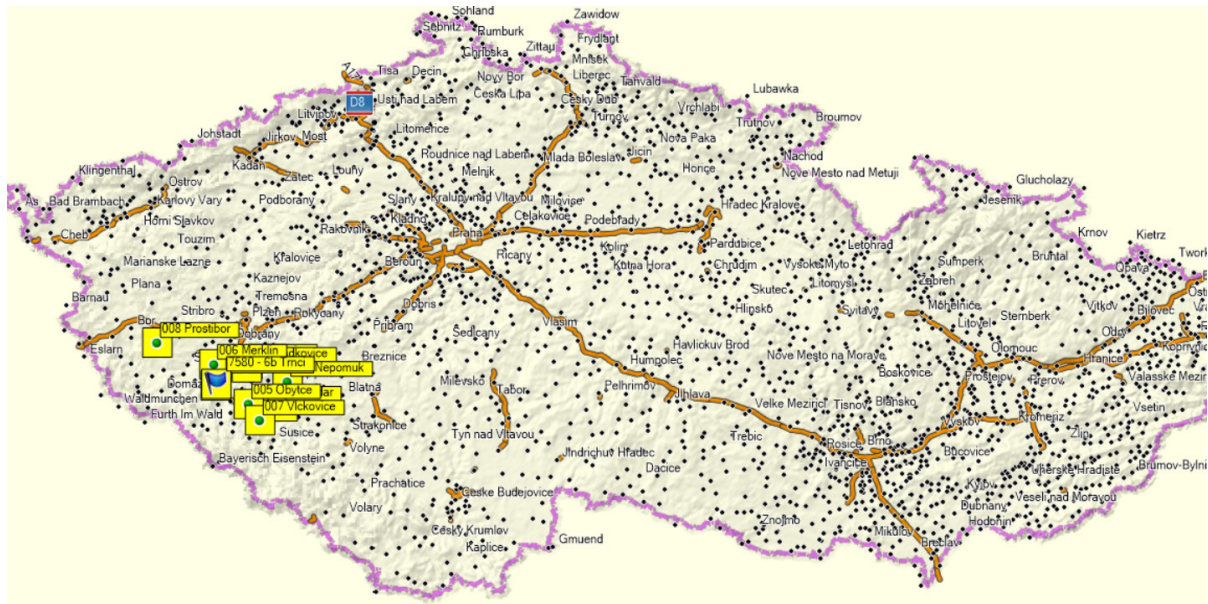 Sohland
Zawidow
Sebnitz
Rumburk
Chribska
Zittau
Frydlant
A17
Tisa
Decin
Novy Bor
Mnisek
Liberec
Tanvald
Lubawka
D8
Usti nad Labem
Ceska Lipa
Cesky Dub
Vrchlabi
Litvinov
Turnov
Trutnov
Broumov
Johstadt
Jirkov
Most
Litomerice
Nova Paka
Klingenthal
Kadan
Roudnice nad Labem
Mlada Boleslav
Jicin
Nachod
Zatec
Louny
Melnik
Horice
Nove Mesto nad Metuji
Glucholazy
As
Bad Brambach
Ostrov
Karlovy Vary
Podborany
Slany
Kralupy nad Vltavou
Milovice
Jesenik
Cheb
Horni Slavkov
Rakovnik
Kladno
Celakovice
Podebrady
Hradec Kralove
Krnov
Kietrz
Touzim
Praha
Kolin
Pardubice
Letohrad
Marianske Lazne
Kralovice
Beroun
Ricany
Kutna Hora
Chrudim
Vysoke Myto
Sumperk
Bruntal
Opava
Twork
Plana
Kaznejov
Skutec
Litomysl
Zabreh
Barnau
Stribro
Tremosna
Dobris
Hlinsko
Svitavy
Mohelnice
Vitkov
Bilovec
Bor
Plzen
Rokycany
Pribram
Sedlcany
Vlasim
Sternberk
Litovel
Odry
008 Prostibor
Dobrany
Havlickuv Brod
Olomouc
Koprivnic
Eslarn
006 Merklin
dkovice
Breznice
Humpolec
Nove Mesto na Morave
Hranice
7580 - 6b Trnci
Nepomuk
Milevsko
Boskovice
Prostejov
Prerov
Valasske Meziri
Domaz
005 Obytce
ar
Blatna
Tabor
Pelhrimov
Jihlava
Waldmunchen
007 Vlckovice
Velke Mezirici
Tisnov
Blansko
Vyskov
Kromeriz
Vsetin
Furth Im Wald
Susice
Strakonice
Tyn nad Vltavou
Trebic
Rosice
Brno
Zlin
Volyne
Jindrichuv Hradec
Ivancice
Bucovice
Bayerisch Eisenstein
Dacice
Uherske Hradiste
Brumov-Bylni
Prachatice
Kyjov
Volary
Ceske Budejovice
Dubnany
Veseli nad Moravou
Cesky Krumlov
Znojmo
Hodonin
Kaplice
Gmuend
Mikulov
Breclav